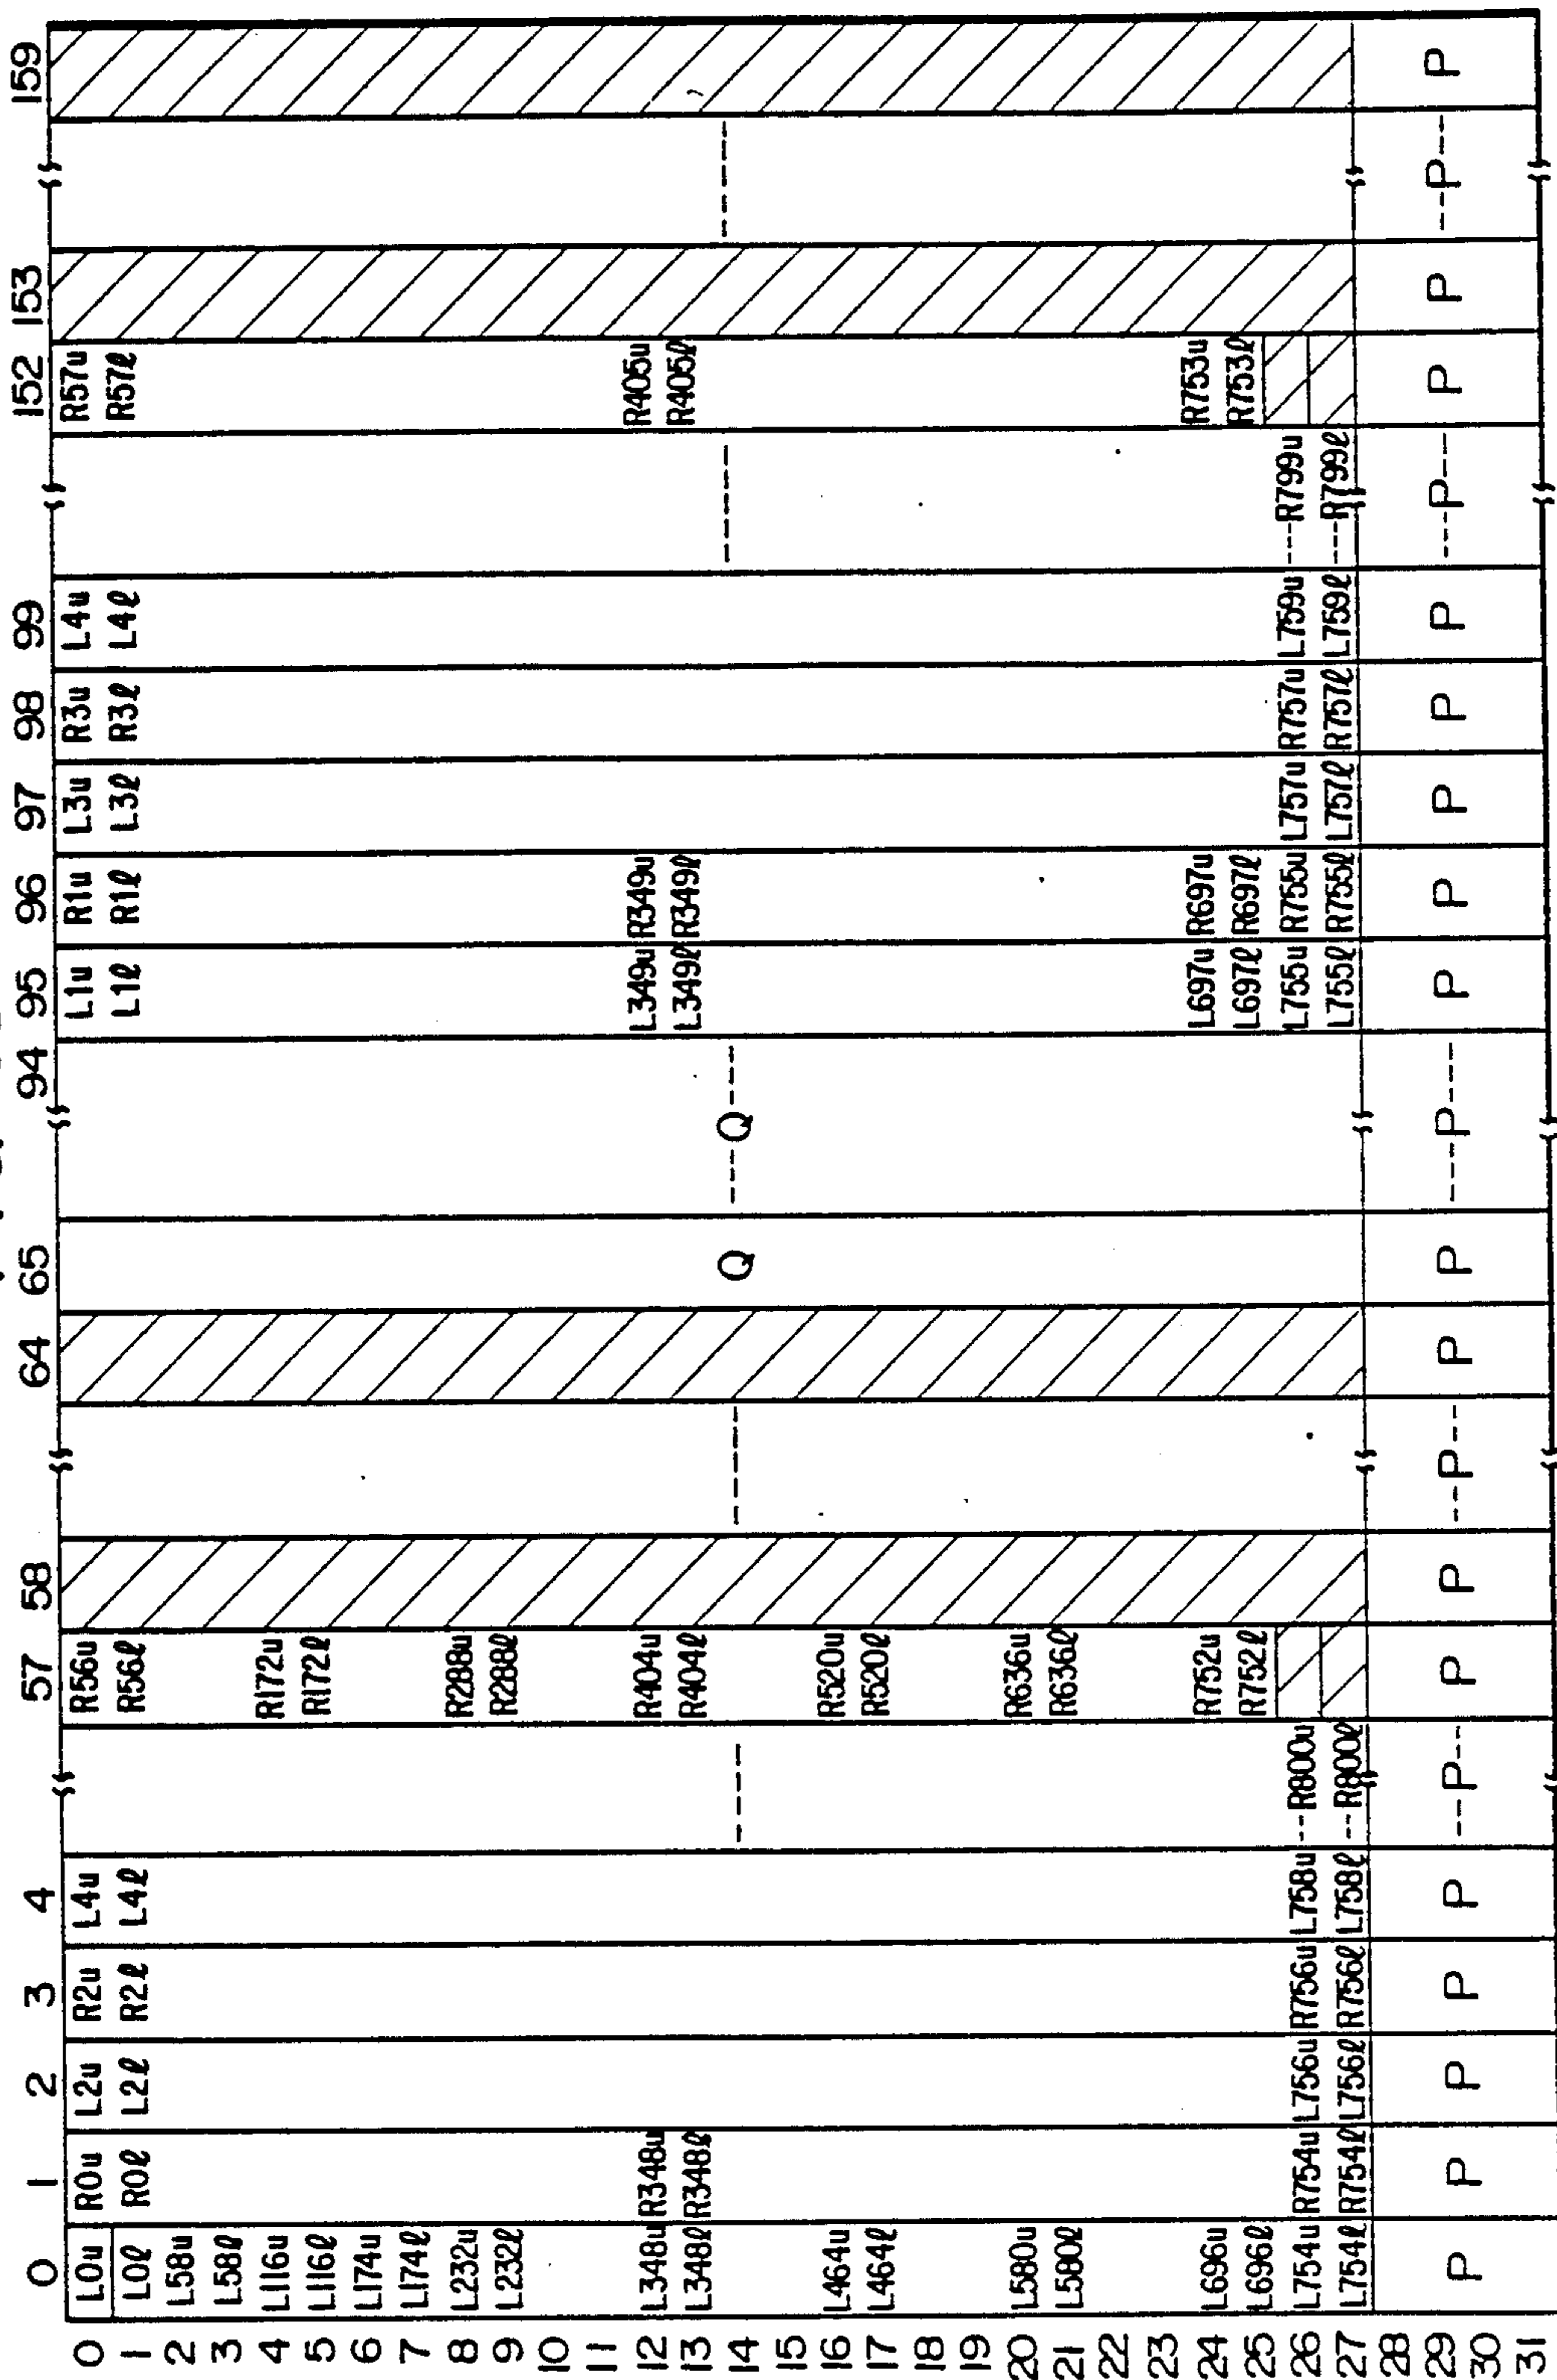 0 1 2 3 4 57 58 64 65 94 95 96 97 98 99 152 153 159
0 L0u R0u L2u R2u L4u R56u L1u R1u L3u R3u L4u R57u
1 L0ℓ R0ℓ L2ℓ R2ℓ L4ℓ R56ℓ L1ℓ R1ℓ L3ℓ R3ℓ L4ℓ R57ℓ
2 L58u
3 L58ℓ
4 L116u R172u
5 L116ℓ R172ℓ
6 L174u
7 L174ℓ
8 L232u R288u
9 L232ℓ R288ℓ
10
11
12 L348u R348u R404u L349u R349u R405u
13 L348ℓ R348ℓ R404ℓ L349ℓ R349ℓ R405ℓ
14 ---- ----- Q ---Q--- ----- -----
15
16 L464u R520u
17 L464ℓ R520ℓ
18
19
20 L580u R636u
21 L580ℓ R636ℓ
22
23
24 L696u R752u L697u R697u R753u
25 L696ℓ R752ℓ L697ℓ R697ℓ R753ℓ
26 L754u R754u L756u R756u L758u --R800u L755u R755u L757u R757u L759u ---R799u
27 L754ℓ R754ℓ L756ℓ R756ℓ L758ℓ --R800ℓ L755ℓ R755ℓ L757ℓ R757ℓ L759ℓ ---R799ℓ
28
29 P P P P P ---P-- P P --P--- P P ----P---- P P P P P ---P--- P P ---P--- P
30
31